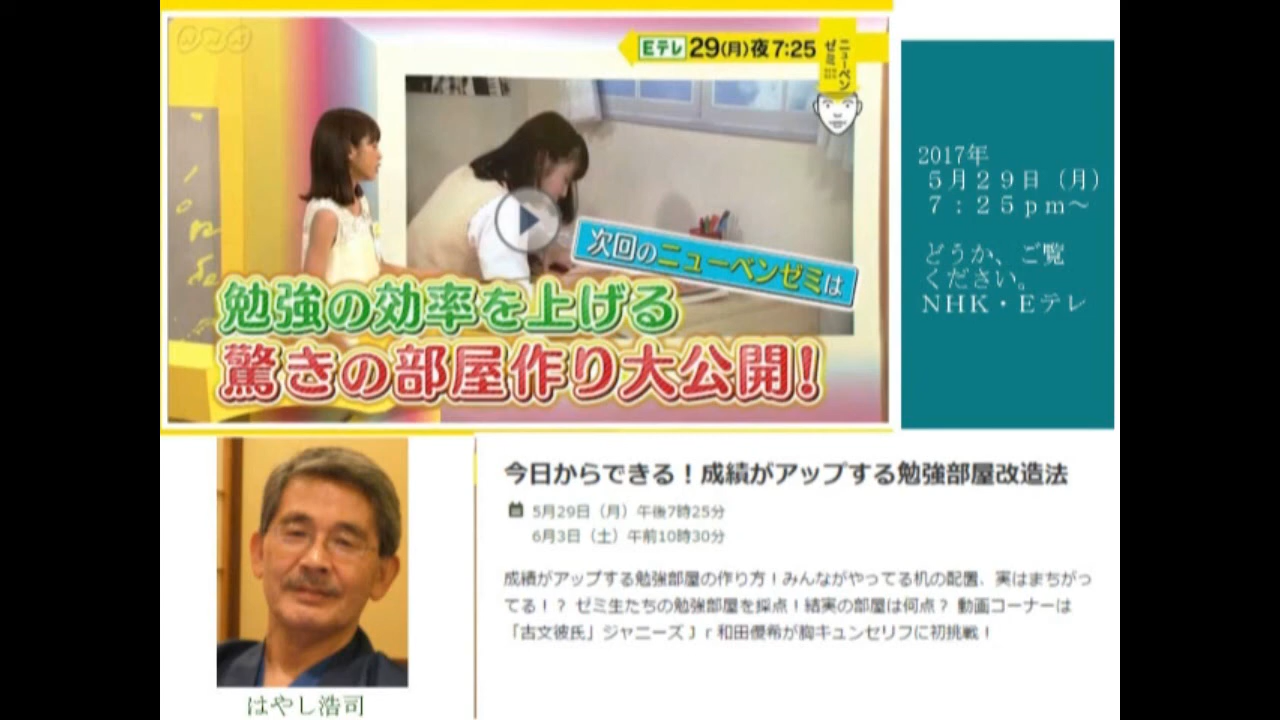 NHK
Eテレ 29(月)夜7:25
ニューベンゼミ
次回のニューベンゼミは
勉強の効率を上げる
驚きの部屋作り大公開!
2017年
5月29日(月)
7:25pm~
どうか、ご覧
ください。
NHK・Eテレ
はやし浩司
今日からできる!成績がアップする勉強部屋改造法
5月29日(月)午後7時25分
6月3日(土)午前10時30分
成績がアップする勉強部屋の作り方!みんながやってる机の配置、実はまちがっ
てる!? ゼミ生たちの勉強部屋を採点!結実の部屋は何点? 動画コーナーは
「古文彼氏」ジャニーズJr和田優希が胸キュンセリフに初挑戦!